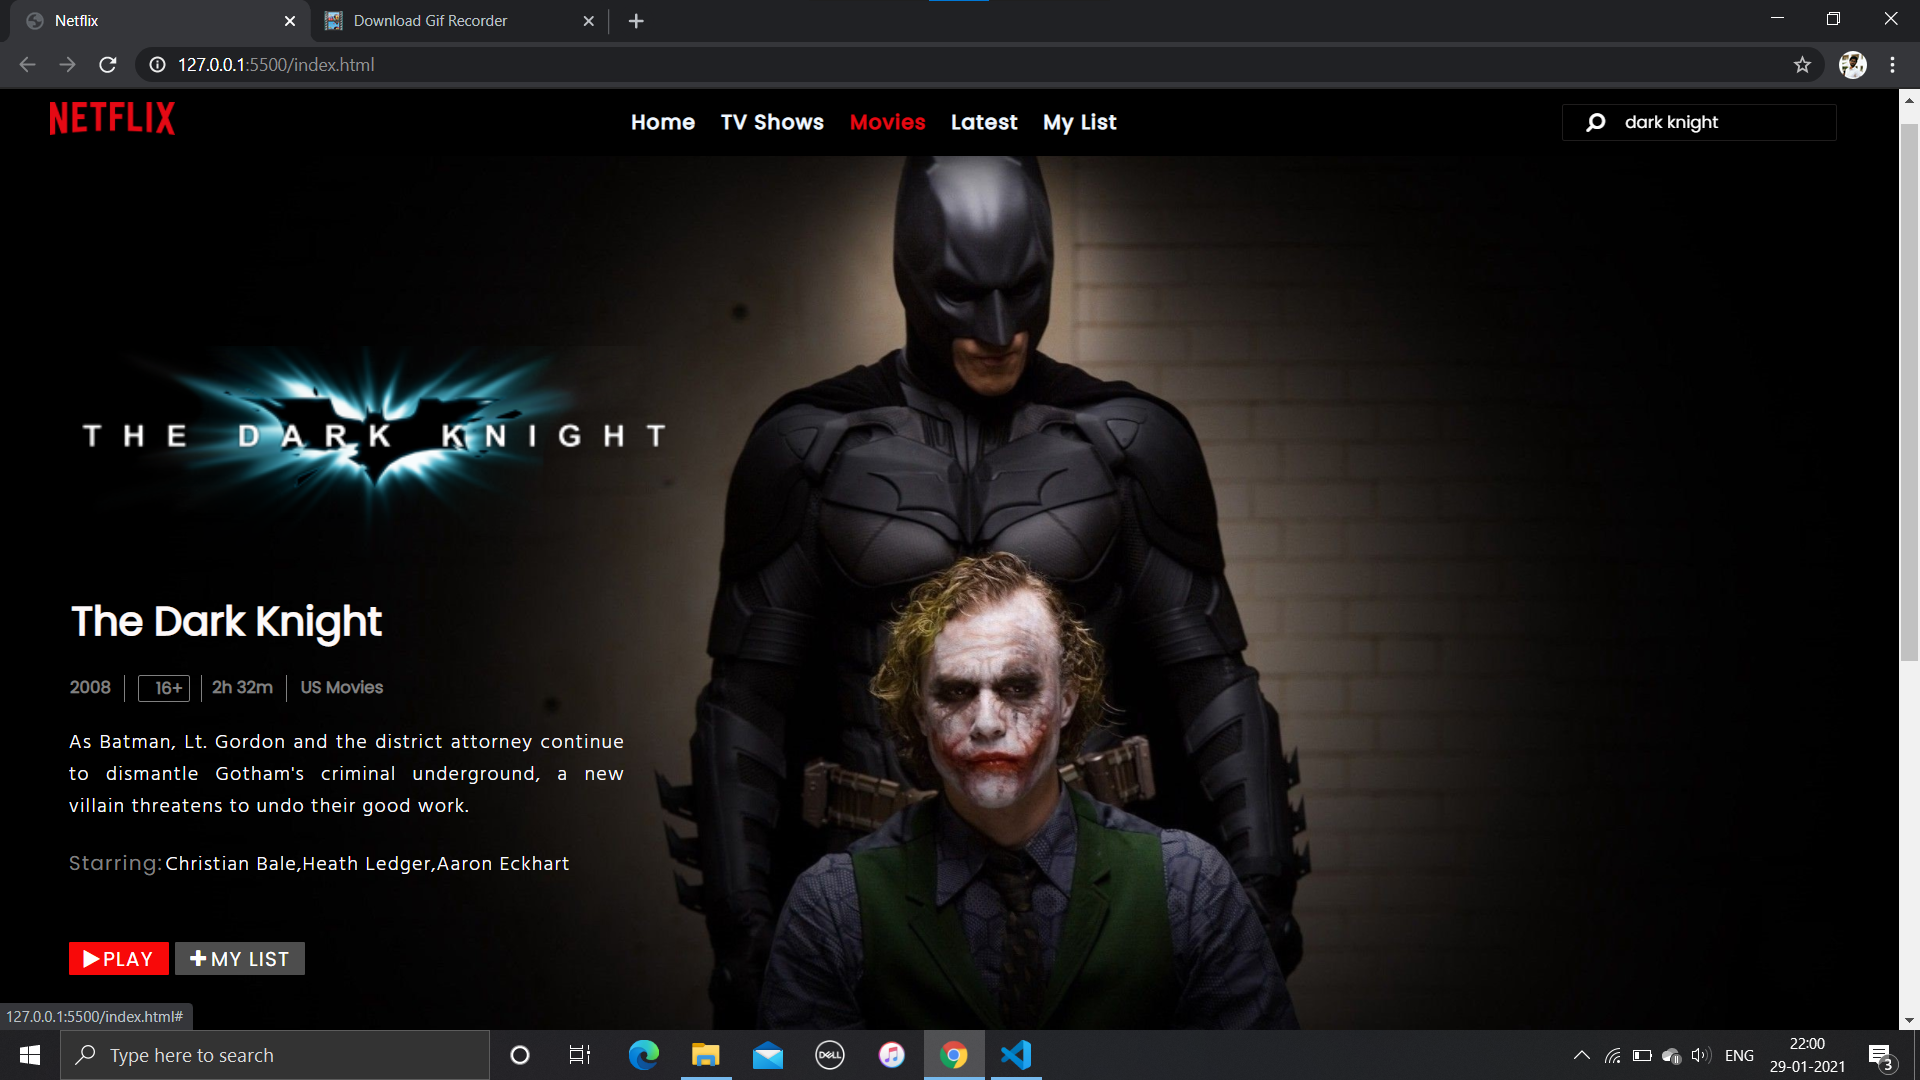 Netflix
Download Gif Recorder
127.0.0.1:5500/index.html
NETFLIX
Home TV Shows Movies Latest My List
dark knight
THE DARK KNIGHT
The Dark Knight
2008 16+ 2h 32m US Movies
As Batman, Lt. Gordon and the district attorney continue
to dismantle Gotham's criminal underground, a new
villain threatens to undo their good work.
Starring: Christian Bale,Heath Ledger,Aaron Eckhart
PLAY MY LIST
127.0.0.1:5500/index.html#
Type here to search
DELL
ENG
22:00
29-01-2021
3